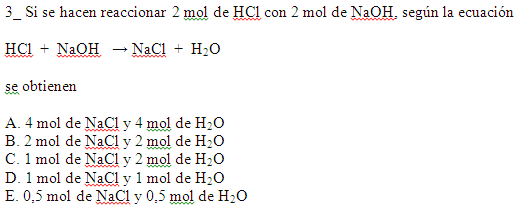 3_ Si se hacen reaccionar 2 mol de HCl con 2 mol de NaOH, según la ecuación
HCl + NaOH → NaCl + H₂O
se obtienen
A. 4 mol de NaCl y 4 mol de H₂O
B. 2 mol de NaCl y 2 mol de H₂O
C. 1 mol de NaCl y 2 mol de H₂O
D. 1 mol de NaCl y 1 mol de H₂O
E. 0,5 mol de NaCl y 0,5 mol de H₂O